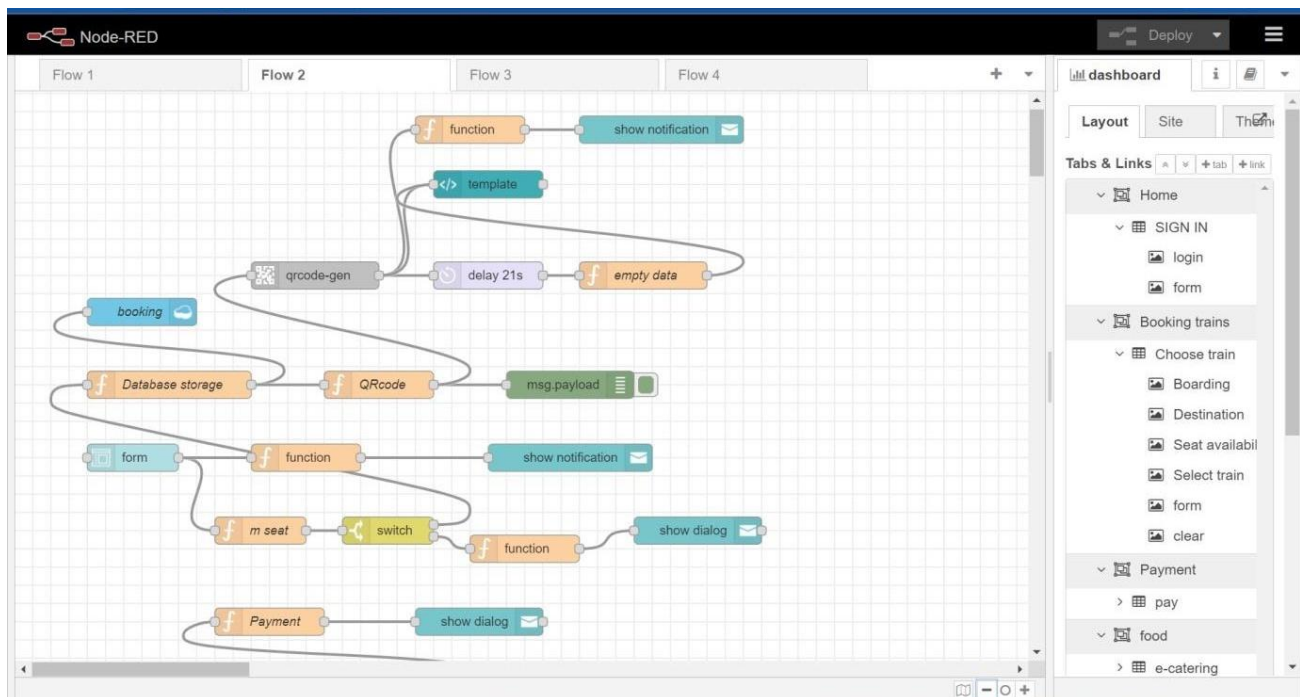 Node-RED
Deploy
Flow 1
Flow 2
Flow 3
Flow 4
dashboard
i
function
show notification
Layout
Site
template
Tabs & Links
+ tab
+ link
Home
SIGN IN
qrcode-gen
delay 21s
empty data
login
form
booking
Booking trains
Choose train
Database storage
QRcode
msg.payload
Boarding
Destination
form
function
show notification
Seat availabil
Select train
m seat
switch
function
show dialog
form
clear
Payment
pay
Payment
show dialog
food
e-catering